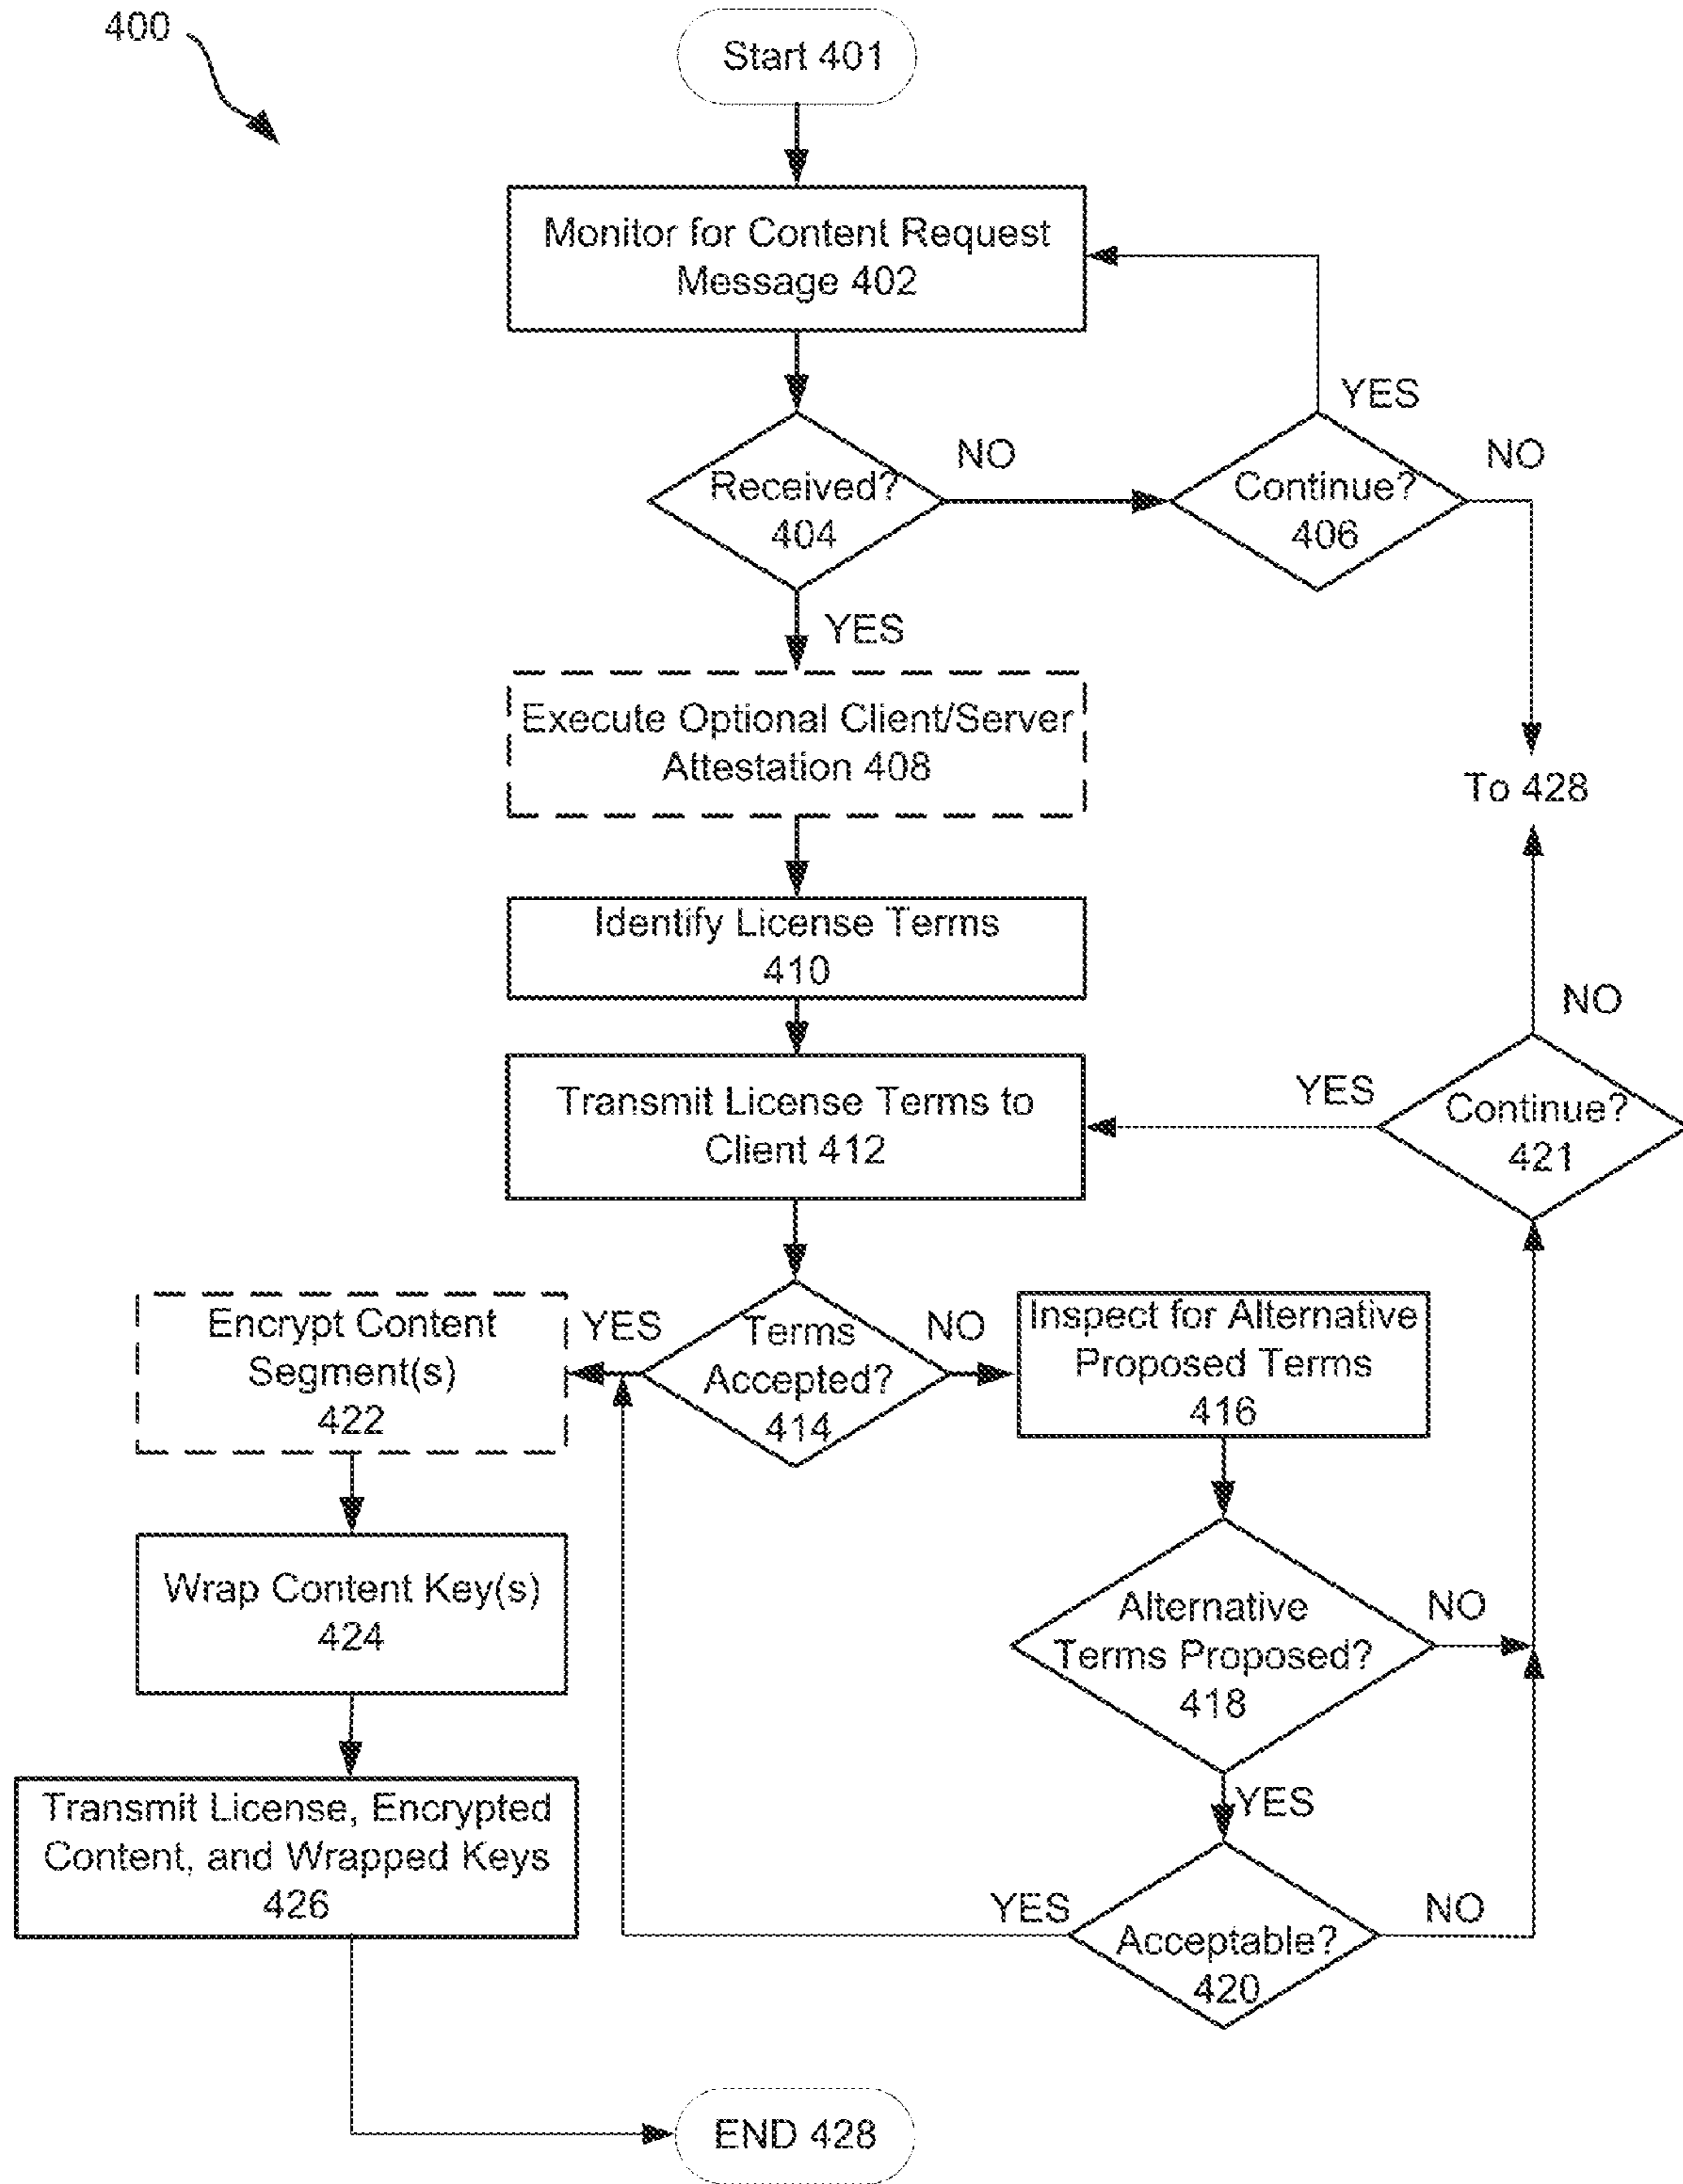 400
Start 401
Monitor for Content Request
Message 402
YES
NO
NO
Received?
404
Continue?
406
YES
Execute Optional Client/Server
Attestation 408
To 428
Identify License Terms
410
NO
Transmit License Terms to
Client 412
YES
Continue?
421
Encrypt Content
Segment(s)
422
YES
Terms
Accepted?
414
NO
Inspect for Alternative
Proposed Terms
416
Wrap Content Key(s)
424
Alternative
Terms Proposed?
418
NO
YES
Transmit License, Encrypted
Content, and Wrapped Keys
426
YES
Acceptable?
420
NO
END 428